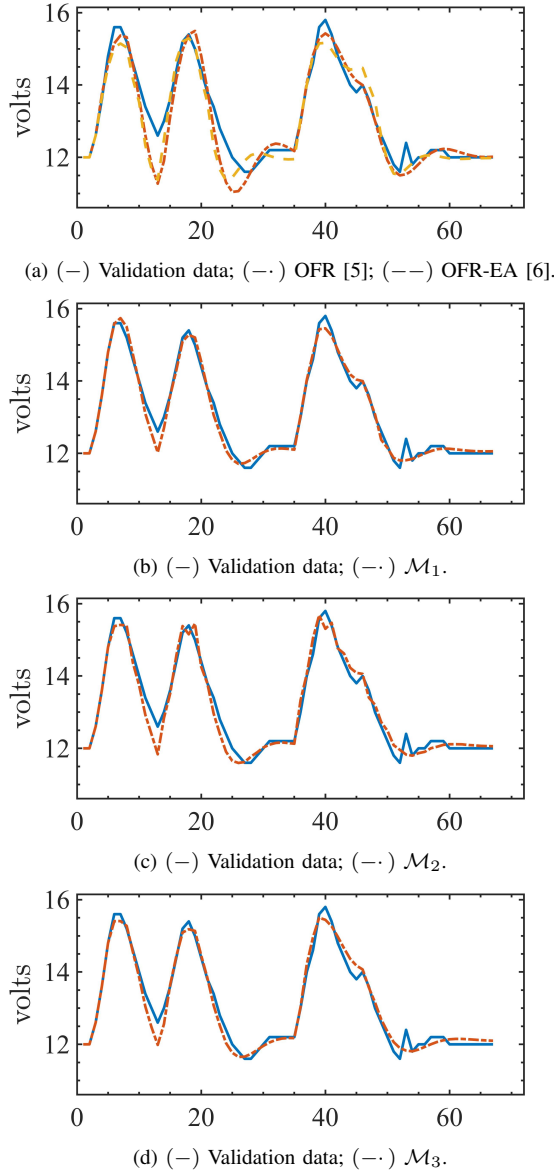 16
14
12
volts
0 20 40 60
(a) (−) Validation data; (−·) OFR [5]; (−−) OFR-EA [6].
16
14
12
volts
0 20 40 60
(b) (−) Validation data; (−·) ℳ₁.
16
14
12
volts
0 20 40 60
(c) (−) Validation data; (−·) ℳ₂.
16
14
12
volts
0 20 40 60
(d) (−) Validation data; (−·) ℳ₃.